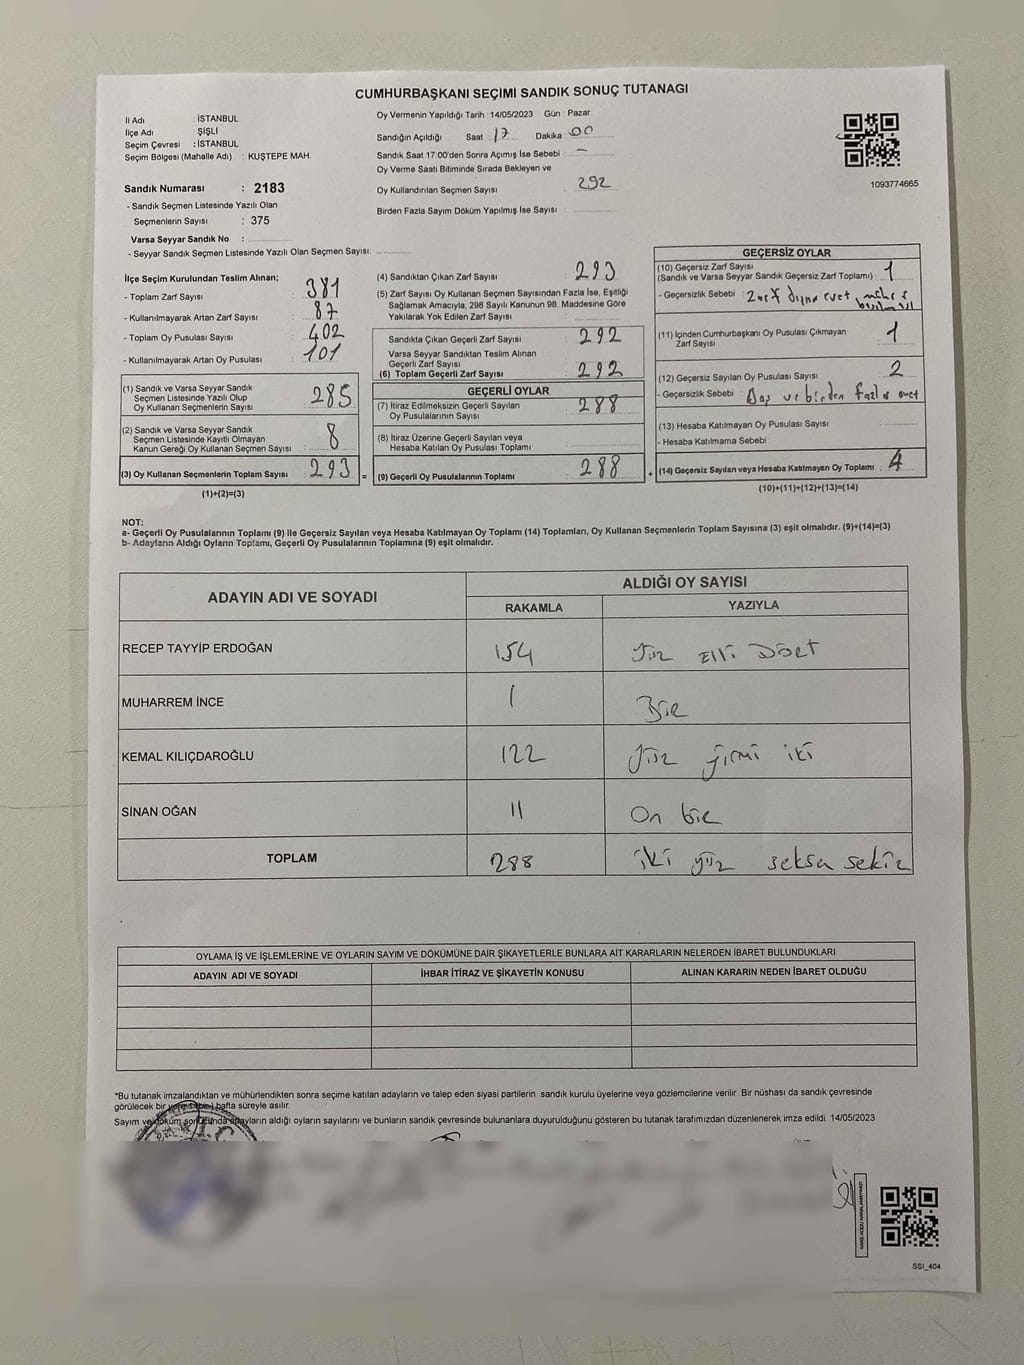 CUMHURBAŞKANI SEÇİMİ SANDIK SONUÇ TUTANAĞI
İl Adı : İSTANBUL
İlçe Adı : ŞİŞLİ
Seçim Çevresi : İSTANBUL
Seçim Bölgesi (Mahalle Adı) : KUŞTEPE MAH.
Sandık Numarası : 2183
- Sandık Seçmen Listesinde Yazılı Olan
Seçmenlerin Sayısı : 375
Varsa Seyyar Sandık No :
- Seyyar Sandık Seçmen Listesinde Yazılı Olan Seçmen Sayısı:
Oy Vermenin Yapıldığı Tarih : 14/05/2023 Gün : Pazar
Sandığın Açıldığı Saat 17 Dakika 00
Sandık Saat 17:00'den Sonra Açılmış İse Sebebi : -
Oy Verme Saati Bitiminde Sırada Bekleyen ve
Oy Kullandırılan Seçmen Sayısı 292
Birden Fazla Sayım Döküm Yapılmış İse Sayısı :
1093774665
İlçe Seçim Kurulundan Teslim Alınan;
- Toplam Zarf Sayısı : 381
- Kullanılmayarak Artan Zarf Sayısı : 87
- Toplam Oy Pusulası Sayısı : 402
- Kullanılmayarak Artan Oy Pusulası : 101
(1) Sandık ve Varsa Seyyar Sandık
Seçmen Listesinde Yazılı Olup
Oy Kullanan Seçmenlerin Sayısı : 285
(2) Sandık ve Varsa Seyyar Sandık
Seçmen Listesinde Kayıtlı Olmayan
Kanun Gereği Oy Kullanan Seçmen Sayısı : 8
(3) Oy Kullanan Seçmenlerin Toplam Sayısı : 293 =
(1)+(2)=(3)
(4) Sandıktan Çıkan Zarf Sayısı : 293
(5) Zarf Sayısı Oy Kullanan Seçmen Sayısından Fazla İse, Eşitliği
Sağlamak Amacıyla, 298 Sayılı Kanunun 98. Maddesine Göre
Yakılarak Yok Edilen Zarf Sayısı :
Sandıkta Çıkan Geçerli Zarf Sayısı : 292
Varsa Seyyar Sandıktan Teslim Alınan
Geçerli Zarf Sayısı :
(6) Toplam Geçerli Zarf Sayısı : 292
GEÇERLİ OYLAR
(7) İtiraz Edilmeksizin Geçerli Sayılan
Oy Pusulalarının Sayısı : 288
(8) İtiraz Üzerine Geçerli Sayılan veya
Hesaba Katılan Oy Pusulası Toplamı :
(9) Geçerli Oy Pusulalarının Toplamı : 288 +
GEÇERSİZ OYLAR
(10) Geçersiz Zarf Sayısı
(Sandık ve Varsa Seyyar Sandık Geçersiz Zarf Toplamı) : 1
- Geçersizlik Sebebi : Zarf evet
(11) İçinden Cumhurbaşkanı Oy Pusulası Çıkmayan
Zarf Sayısı : 1
(12) Geçersiz Sayılan Oy Pusulası Sayısı : 2
- Geçersizlik Sebebi : Boş ve birden fazla evet
(13) Hesaba Katılmayan Oy Pusulası Sayısı :
- Hesaba Katılmama Sebebi :
(14) Geçersiz Sayılan veya Hesaba Katılmayan Oy Toplamı : 4
(10)+(11)+(12)+(13)=(14)
NOT:
a- Geçerli Oy Pusulalarının Toplamı (9) ile Geçersiz Sayılan veya Hesaba Katılmayan Oy Toplamı (14) Toplamları, Oy Kullanan Seçmenlerin Toplam Sayısına (3) eşit olmalıdır. (9)+(14)=(3)
b- Adayların Aldığı Oyların Toplamı, Geçerli Oy Pusulalarının Toplamına (9) eşit olmalıdır.
ADAYIN ADI VE SOYADI ALDIĞI OY SAYISI
RAKAMLA YAZIYLA
RECEP TAYYİP ERDOĞAN 154 Yüz Elli Dört
MUHARREM İNCE 1 Bir
KEMAL KILIÇDAROĞLU 122 Yüz yirmi iki
SİNAN OĞAN 11 On bir
TOPLAM 288 iki yüz seksen sekiz
OYLAMA İŞ VE İŞLEMLERİNE VE OYLARIN SAYIM VE DÖKÜMÜNE DAİR ŞİKAYETLERLE BUNLARA AİT KARARLARIN NELERDEN İBARET BULUNDUKLARI
ADAYIN ADI VE SOYADI İHBAR İTİRAZ VE ŞİKAYETİN KONUSU ALINAN KARARIN NEDEN İBARET OLDUĞU
*Bu tutanak imzalandıktan ve mühürlendikten sonra seçime katılan adayların ve talep eden siyasi partilerin sandık kurulu üyelerine veya gözlemcilerine verilir. Bir nüshası da sandık çevresinde
görülecek bir yere bir hafta süreyle asılır.
Sayım ve döküm sonucunda adayların aldığı oyların sayılarını ve bunların sandık çevresinde bulunanlara duyurulduğunu gösteren bu tutanak tarafımızdan düzenlenerek imza edildi. 14/05/2023
SSI_404